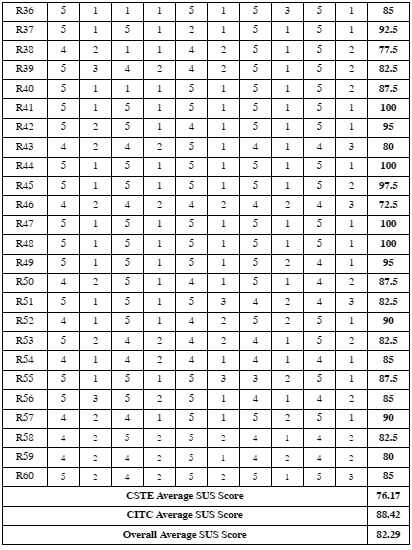 R36 5 1 1 1 5 1 5 3 5 1 85
R37 5 1 5 1 2 1 5 1 5 1 92.5
R38 4 2 1 1 4 2 5 1 5 2 77.5
R39 5 3 4 2 4 2 5 1 5 2 82.5
R40 5 1 1 1 5 1 5 1 5 2 87.5
R41 5 1 5 1 5 1 5 1 5 1 100
R42 5 2 5 1 4 1 5 1 5 1 95
R43 4 2 4 2 5 1 4 1 4 3 80
R44 5 1 5 1 5 1 5 1 5 1 100
R45 5 1 5 1 5 1 5 1 5 2 97.5
R46 4 2 4 2 4 2 4 2 4 3 72.5
R47 5 1 5 1 5 1 5 1 5 1 100
R48 5 1 5 1 5 1 5 1 5 1 100
R49 5 1 5 1 5 1 5 2 4 1 95
R50 4 2 5 1 4 1 5 1 4 2 87.5
R51 5 1 5 1 5 3 4 2 4 3 82.5
R52 4 1 5 1 4 2 5 2 5 1 90
R53 5 2 4 2 4 2 4 1 5 2 82.5
R54 4 1 4 2 4 1 4 1 4 1 85
R55 5 1 5 1 5 3 3 2 5 1 87.5
R56 5 3 5 2 5 1 4 1 4 2 85
R57 4 2 4 1 5 1 5 2 5 1 90
R58 4 2 5 2 5 2 4 1 4 2 82.5
R59 4 2 4 2 5 1 4 2 4 2 80
R60 5 2 4 2 5 2 5 1 5 3 85
CSTE Average SUS Score 76.17
CITC Average SUS Score 88.42
Overall Average SUS Score 82.29